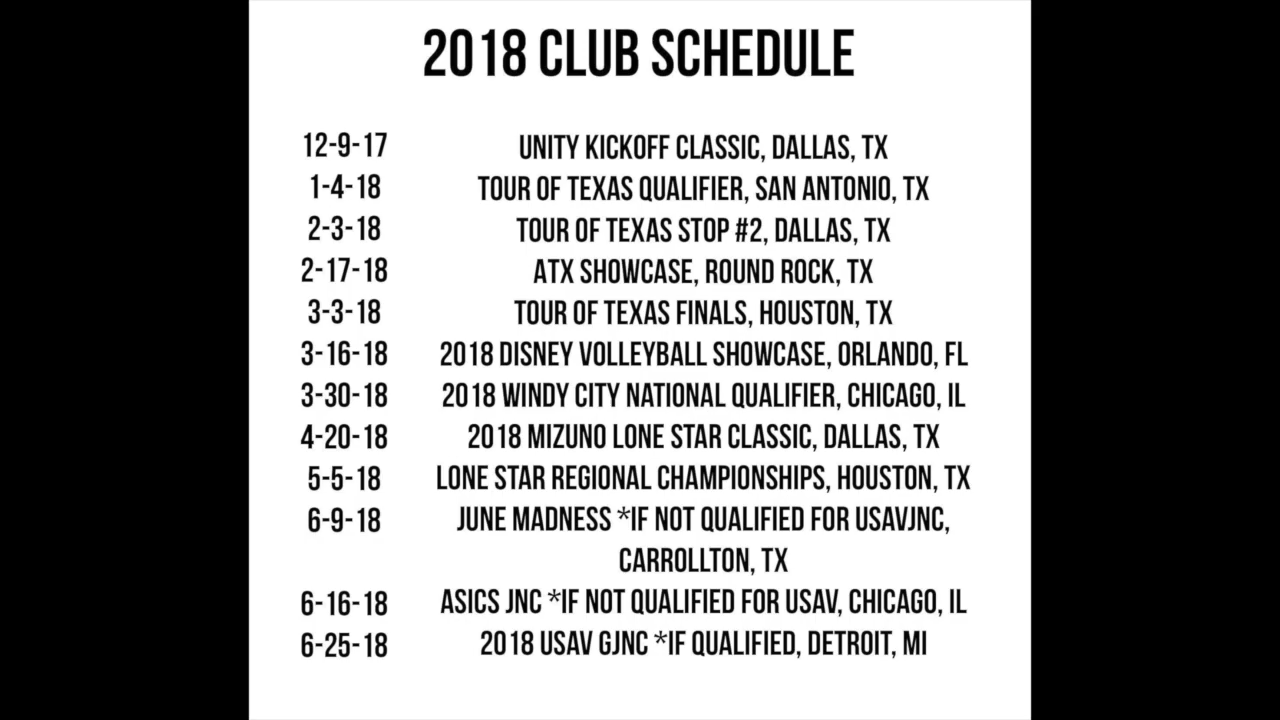 2018 CLUB SCHEDULE
12-9-17 UNITY KICKOFF CLASSIC, DALLAS, TX
1-4-18 TOUR OF TEXAS QUALIFIER, SAN ANTONIO, TX
2-3-18 TOUR OF TEXAS STOP #2, DALLAS, TX
2-17-18 ATX SHOWCASE, ROUND ROCK, TX
3-3-18 TOUR OF TEXAS FINALS, HOUSTON, TX
3-16-18 2018 DISNEY VOLLEYBALL SHOWCASE, ORLANDO, FL
3-30-18 2018 WINDY CITY NATIONAL QUALIFIER, CHICAGO, IL
4-20-18 2018 MIZUNO LONE STAR CLASSIC, DALLAS, TX
5-5-18 LONE STAR REGIONAL CHAMPIONSHIPS, HOUSTON, TX
6-9-18 JUNE MADNESS *IF NOT QUALIFIED FOR USAVJNC,
CARROLLTON, TX
6-16-18 ASICS JNC *IF NOT QUALIFIED FOR USAV, CHICAGO, IL
6-25-18 2018 USAV GJNC *IF QUALIFIED, DETROIT, MI